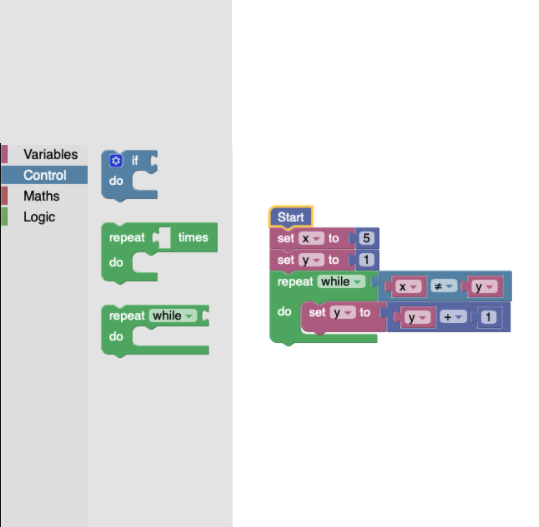 Variables
Control
Maths
Logic
if
do
repeat times
do
repeat while
do
Start
set x to 5
set y to 1
repeat while x ≠ y
do set y to y + 1